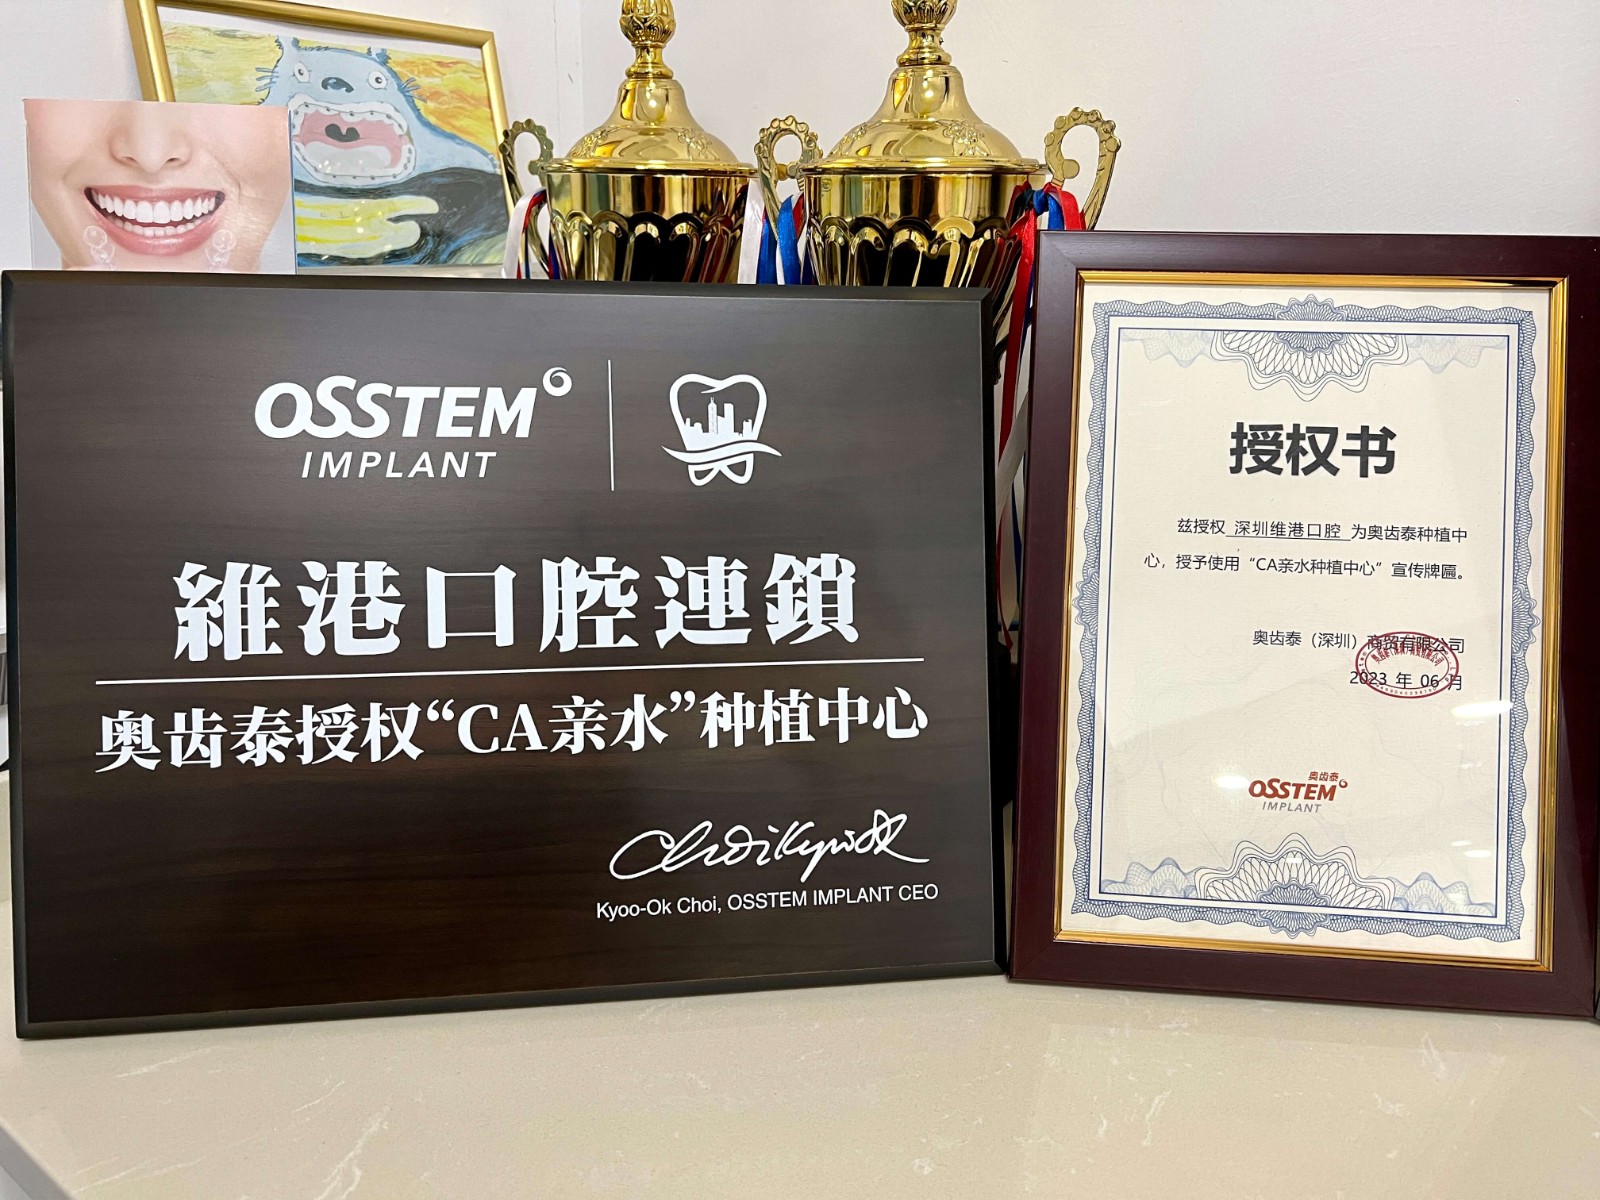 OSSTEM
IMPLANT
維港口腔連鎖
奥齿泰授权“CA亲水”种植中心
Kyoo-Ok Choi, OSSTEM IMPLANT CEO
授权书
兹授权 深圳维港口腔 为奥齿泰种植中
心，授予使用“CA亲水种植中心”宣传牌匾。
奥齿泰（深圳）商贸有限公司
2023 年 06 月
奥齿泰
OSSTEM
IMPLANT